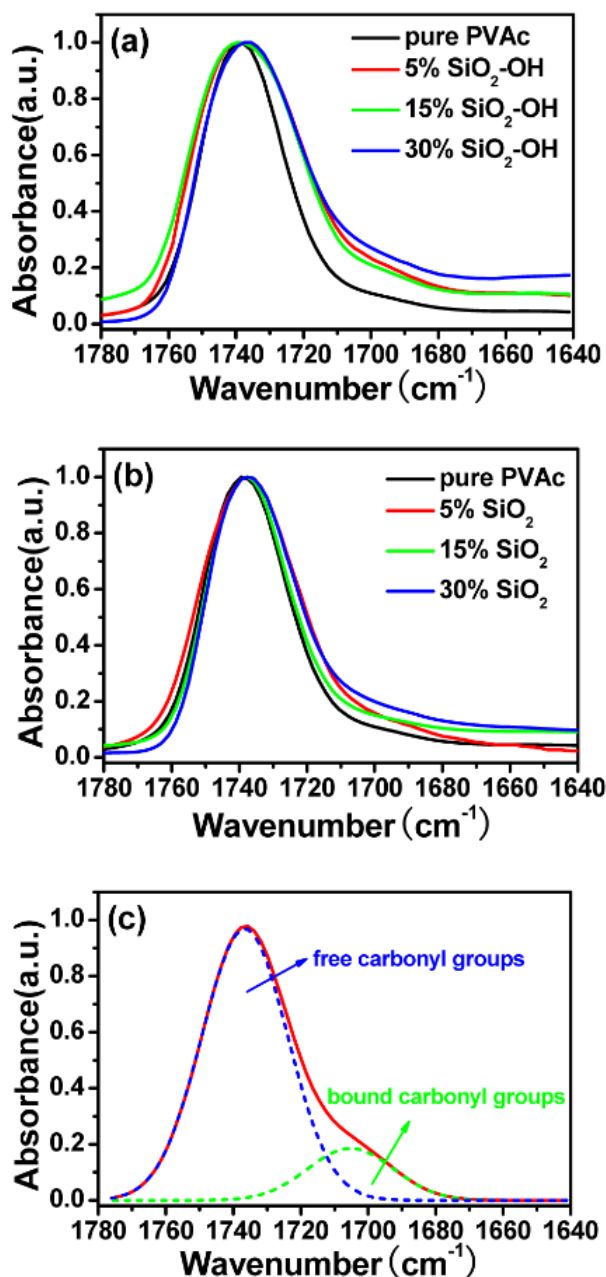 (a)
pure PVAc
5% SiO₂-OH
15% SiO₂-OH
30% SiO₂-OH
Absorbance(a.u.)
1.0
0.8
0.6
0.4
0.2
0.0
1780 1760 1740 1720 1700 1680 1660 1640
Wavenumber(cm⁻¹)
(b)
pure PVAc
5% SiO₂
15% SiO₂
30% SiO₂
Absorbance(a.u.)
1.0
0.8
0.6
0.4
0.2
0.0
1780 1760 1740 1720 1700 1680 1660 1640
Wavenumber(cm⁻¹)
(c)
free carbonyl groups
bound carbonyl groups
Absorbance(a.u.)
1.0
0.8
0.6
0.4
0.2
0.0
1780 1760 1740 1720 1700 1680 1660 1640
Wavenumber(cm⁻¹)